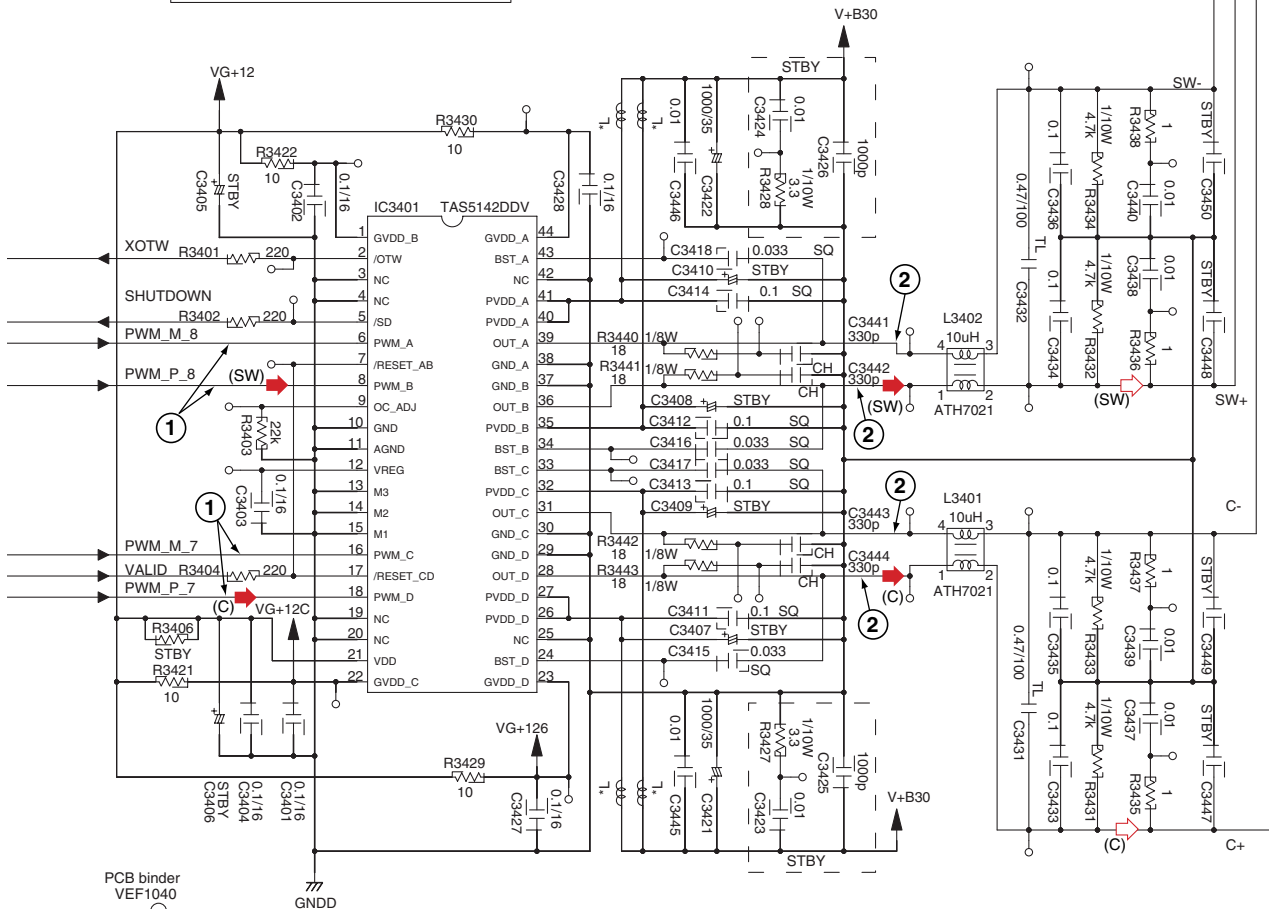 V+B30
STBY
VG+12
SW-
R3430
10
R3422
10
STBY
C3405
C3402
0.1/16
C3428
0.1/16
L*
L*
0.01
C3446
1000/35
C3422
C3424
0.01
1/10W
3.3
R3428
C3426
1000p
0.47/100
TL
C3432
0.1
C3436
1/10W
4.7k
R3434
R3438
1
C3440
0.01
STBY
C3450
IC3401 TAS5142DDV
1 GVDD_B
2 /OTW
3 NC
4 NC
5 /SD
6 PWM_A
7 /RESET_AB
8 PWM_B
9 OC_ADJ
10 GND
11 AGND
12 VREG
13 M3
14 M2
15 M1
16 PWM_C
17 /RESET_CD
18 PWM_D
19 NC
20 NC
21 VDD
22 GVDD_C
GVDD_A 44
BST_A 43
NC 42
PVDD_A 41
PVDD_A 40
OUT_A 39
GND_A 38
GND_B 37
OUT_B 36
PVDD_B 35
BST_B 34
BST_C 33
PVDD_C 32
OUT_C 31
GND_C 30
GND_D 29
OUT_D 28
PVDD_D 27
PVDD_D 26
NC 25
BST_D 24
GVDD_D 23
XOTW
R3401 220
SHUTDOWN
R3402 220
PWM_M_8
PWM_P_8
(SW)
1
R3403
22k
0.1/16
C3403
1
PWM_M_7
VALID R3404 220
PWM_P_7
(C)
VG+12C
R3406
STBY
R3421
10
C3406
STBY
C3404
0.1/16
C3401
0.1/16
C3418 0.033 SQ
C3410 STBY
C3414 0.1 SQ
2
R3440 1/8W
18
R3441 1/8W
18
C3441
330p
CH
C3442
330p
CH
(SW)
2
L3402
10uH
4 3
1 2
ATH7021
C3408 STBY
C3412 0.1 SQ
C3416 0.033 SQ
C3417 0.033 SQ
C3413 0.1 SQ
C3409 STBY
0.1
C3434
1/10W
4.7k
R3432
C3438
0.01
R3436
1
STBY
C3448
(SW)
SW+
2
C3443
330p
R3442
18 1/8W
R3443
18 1/8W
CH
C3444
330p
CH
(C)
2
L3401
10uH
4 3
1 2
ATH7021
C-
C3411 0.1 SQ
C3407 STBY
C3415 0.033
SQ
0.47/100
TL
C3431
0.1
C3435
1/10W
4.7k
R3433
R3437
1
C3439
0.01
STBY
C3449
VG+126
R3429
10
C3427
0.1/16
L*
L*
0.01
C3445
1000/35
C3421
1/10W
3.3
R3427
C3423
0.01
C3425
1000p
STBY
V+B30
0.1
C3433
1/10W
4.7k
R3431
C3437
0.01
R3435
1
STBY
C3447
(C)
C+
PCB binder
VEF1040
GNDD